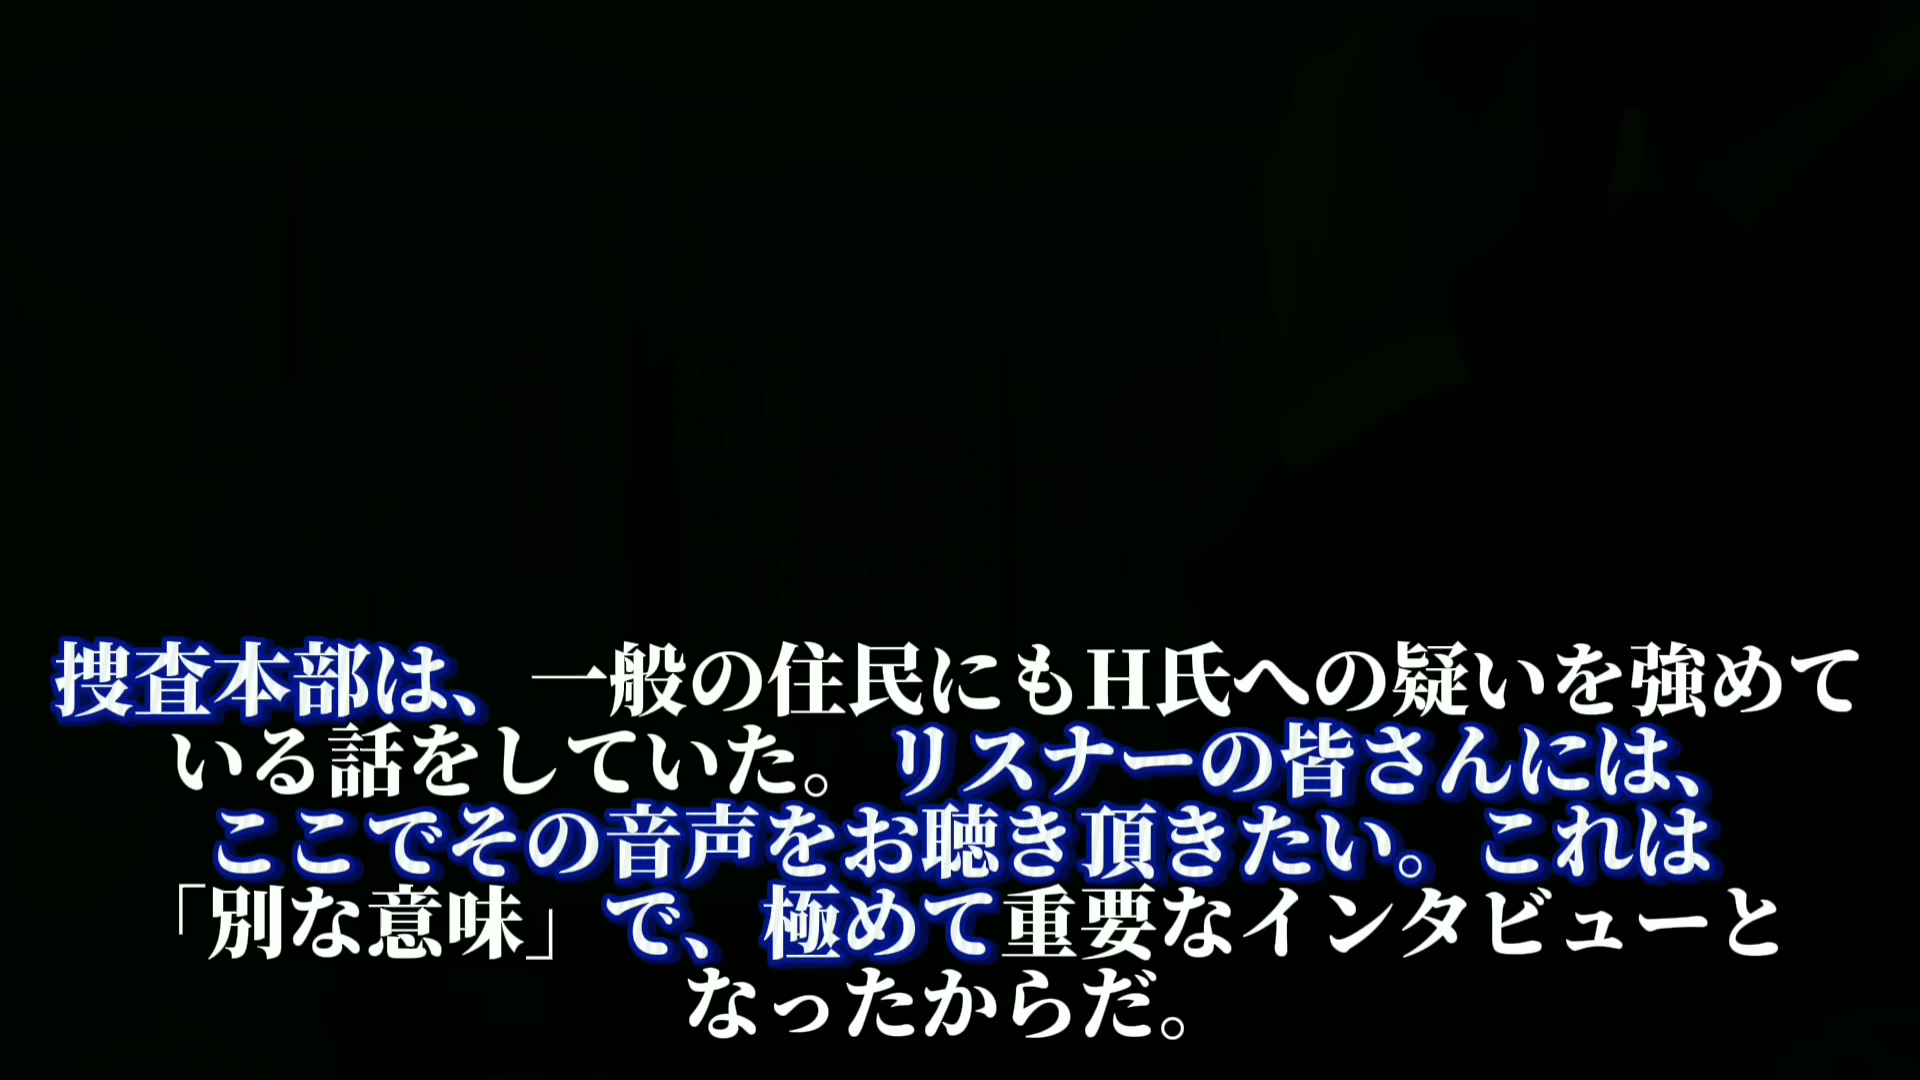 捜査本部は、一般の住民にもH氏への疑いを強めて
いる話をしていた。リスナーの皆さんには、
ここでその音声をお聴き頂きたい。これは
「別な意味」で、極めて重要なインタビューと
なったからだ。